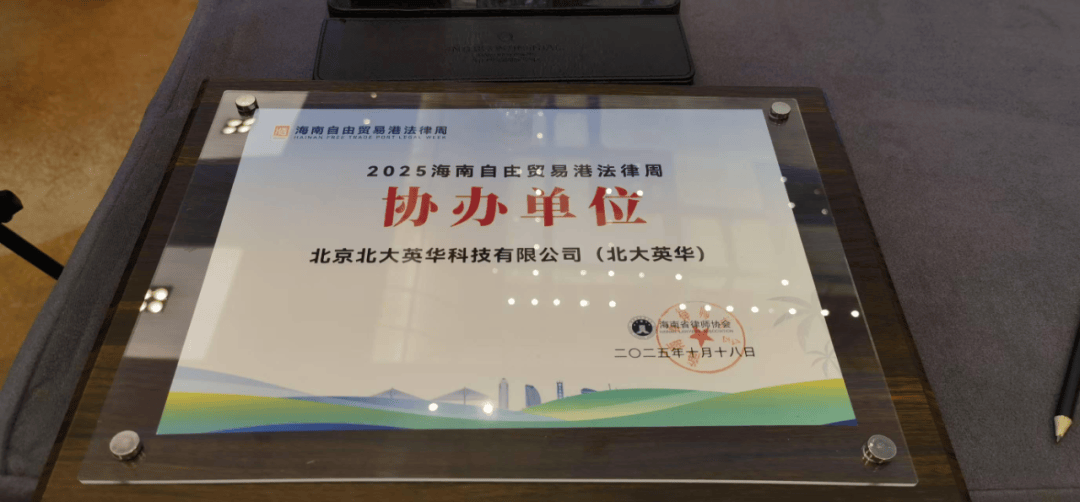 海南自由贸易港法律周
HAINAN FREE TRADE PORT LEGAL WEEK
2025海南自由贸易港法律周
协办单位
北京北大英华科技有限公司（北大英华）
海南省律师协会
二〇二五年十月十八日